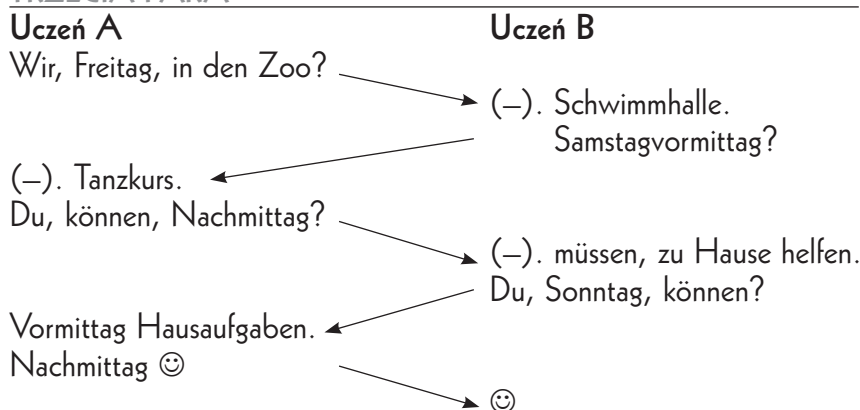 Uczeń A
Uczeń B
Wir, Freitag, in den Zoo?
(–). Schwimmhalle.
Samstagvormittag?
(–). Tanzkurs.
Du, können, Nachmittag?
(–). müssen, zu Hause helfen.
Du, Sonntag, können?
Vormittag Hausaufgaben.
Nachmittag ☺
☺